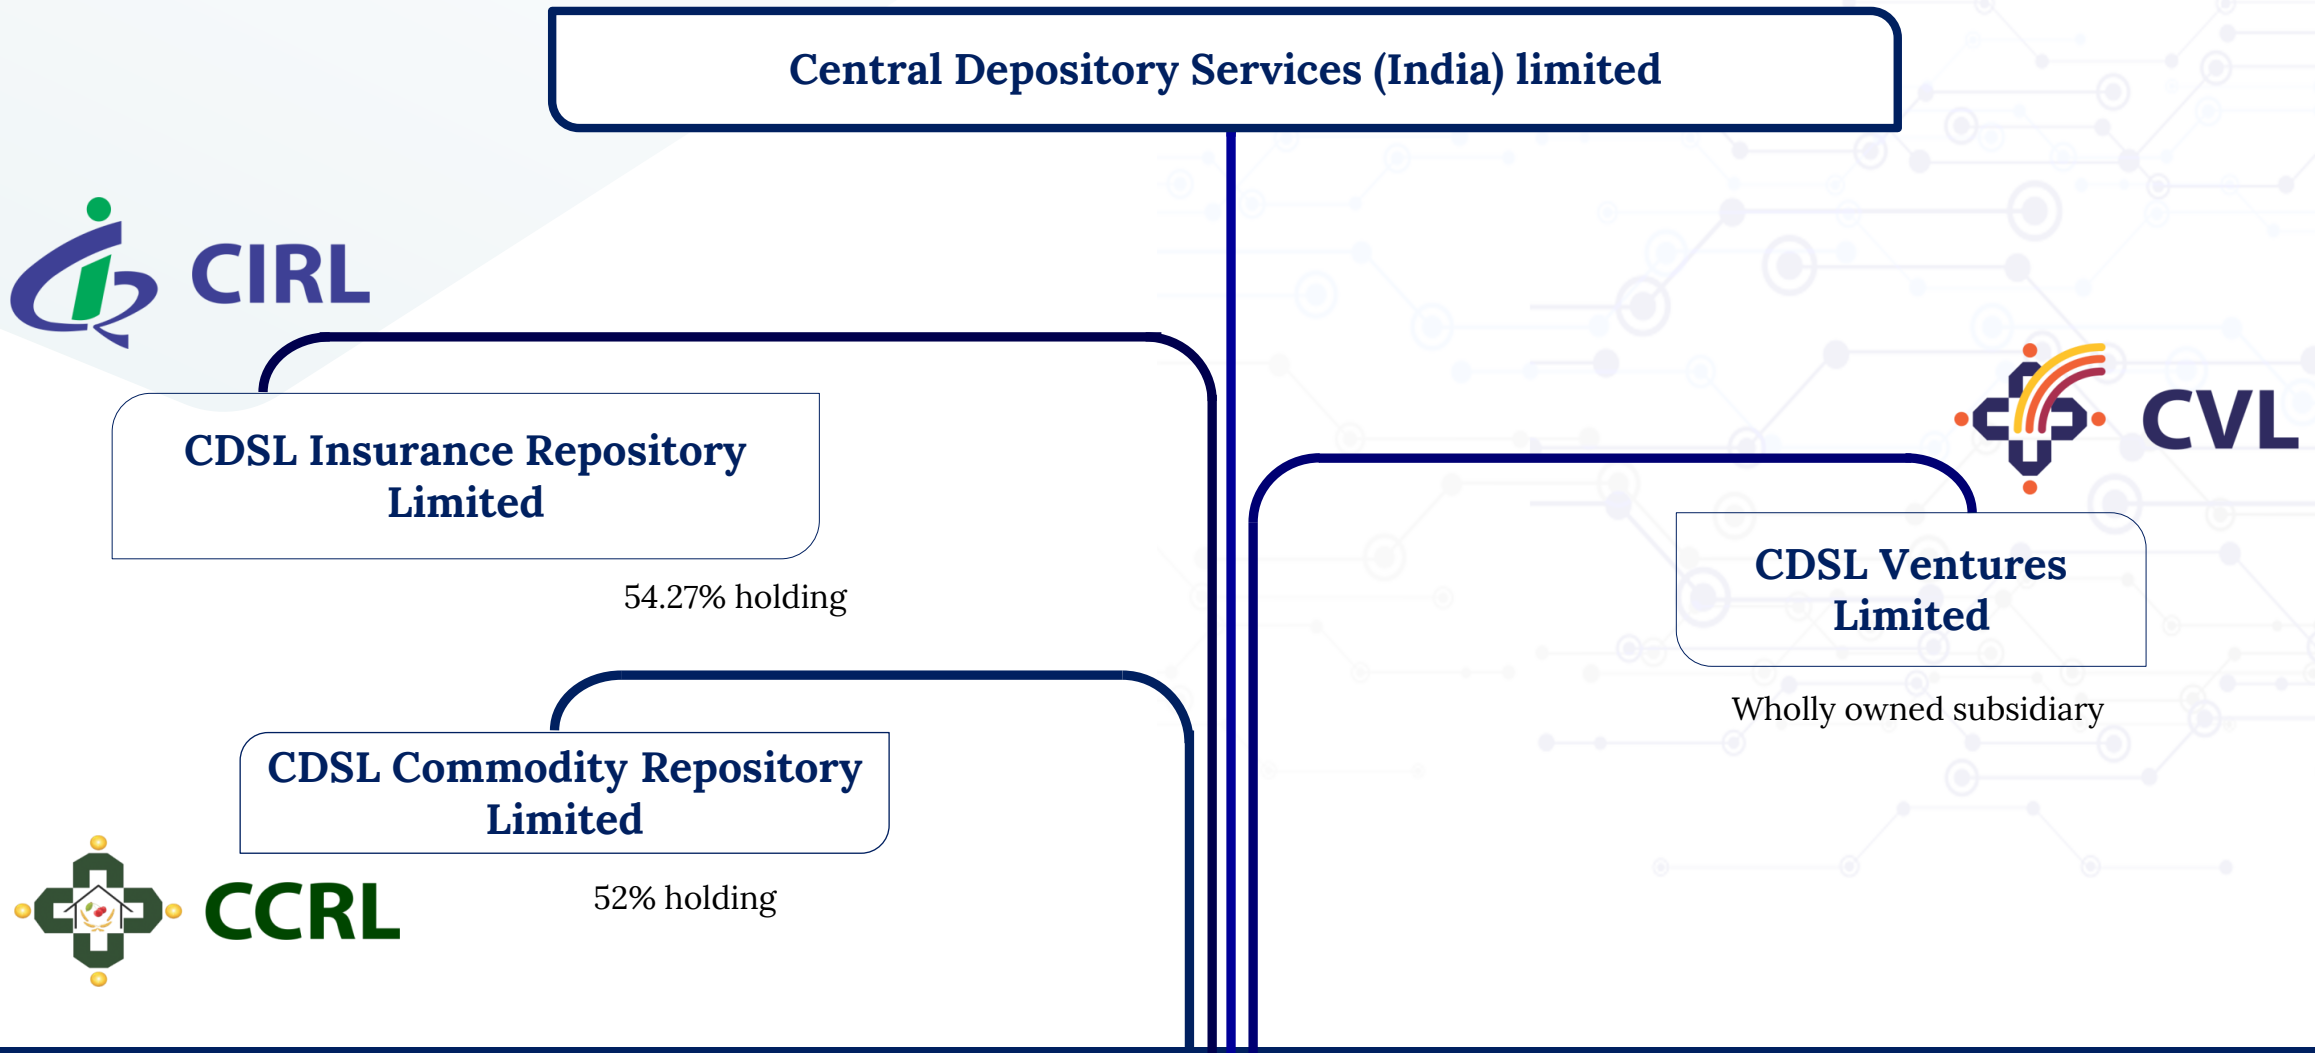 Central Depository Services (India) limited
CIRL
CDSL Insurance Repository
Limited
54.27% holding
CVL
CDSL Ventures
Limited
Wholly owned subsidiary
CDSL Commodity Repository
Limited
52% holding
CCRL